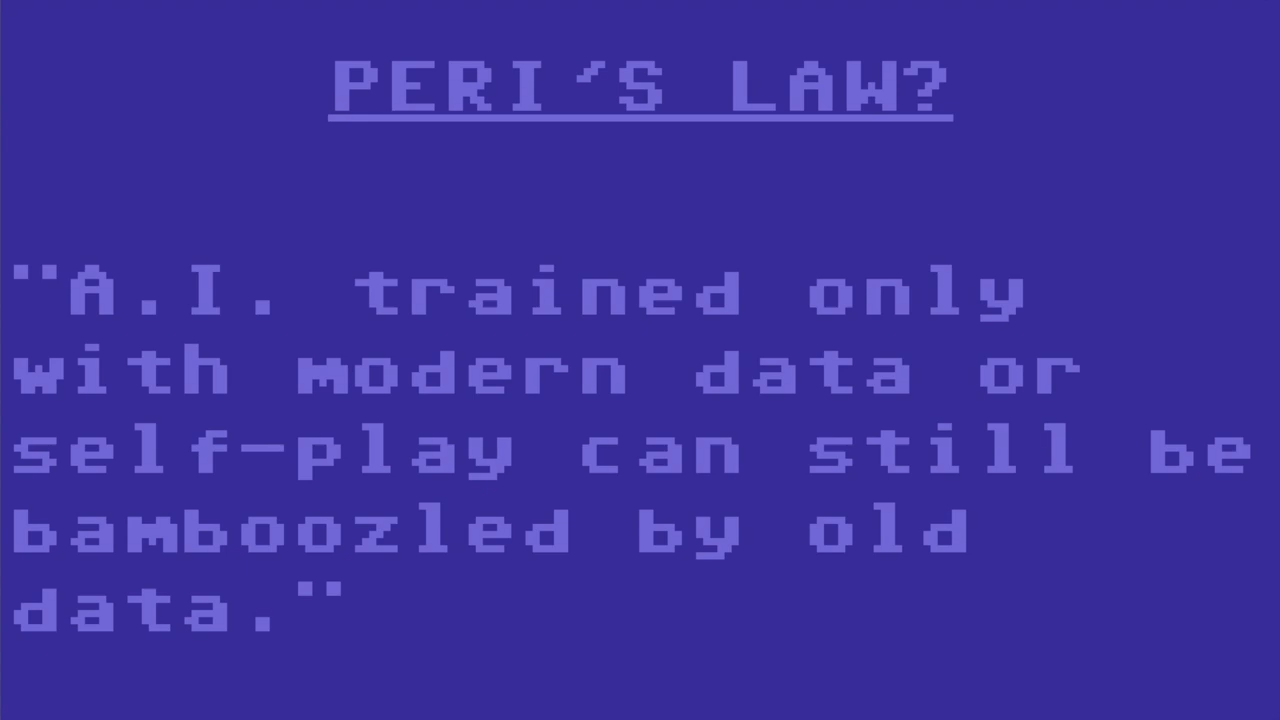 PERI'S LAW?
"A.I. trained only
with modern data or
self-play can still be
bamboozled by old
data."